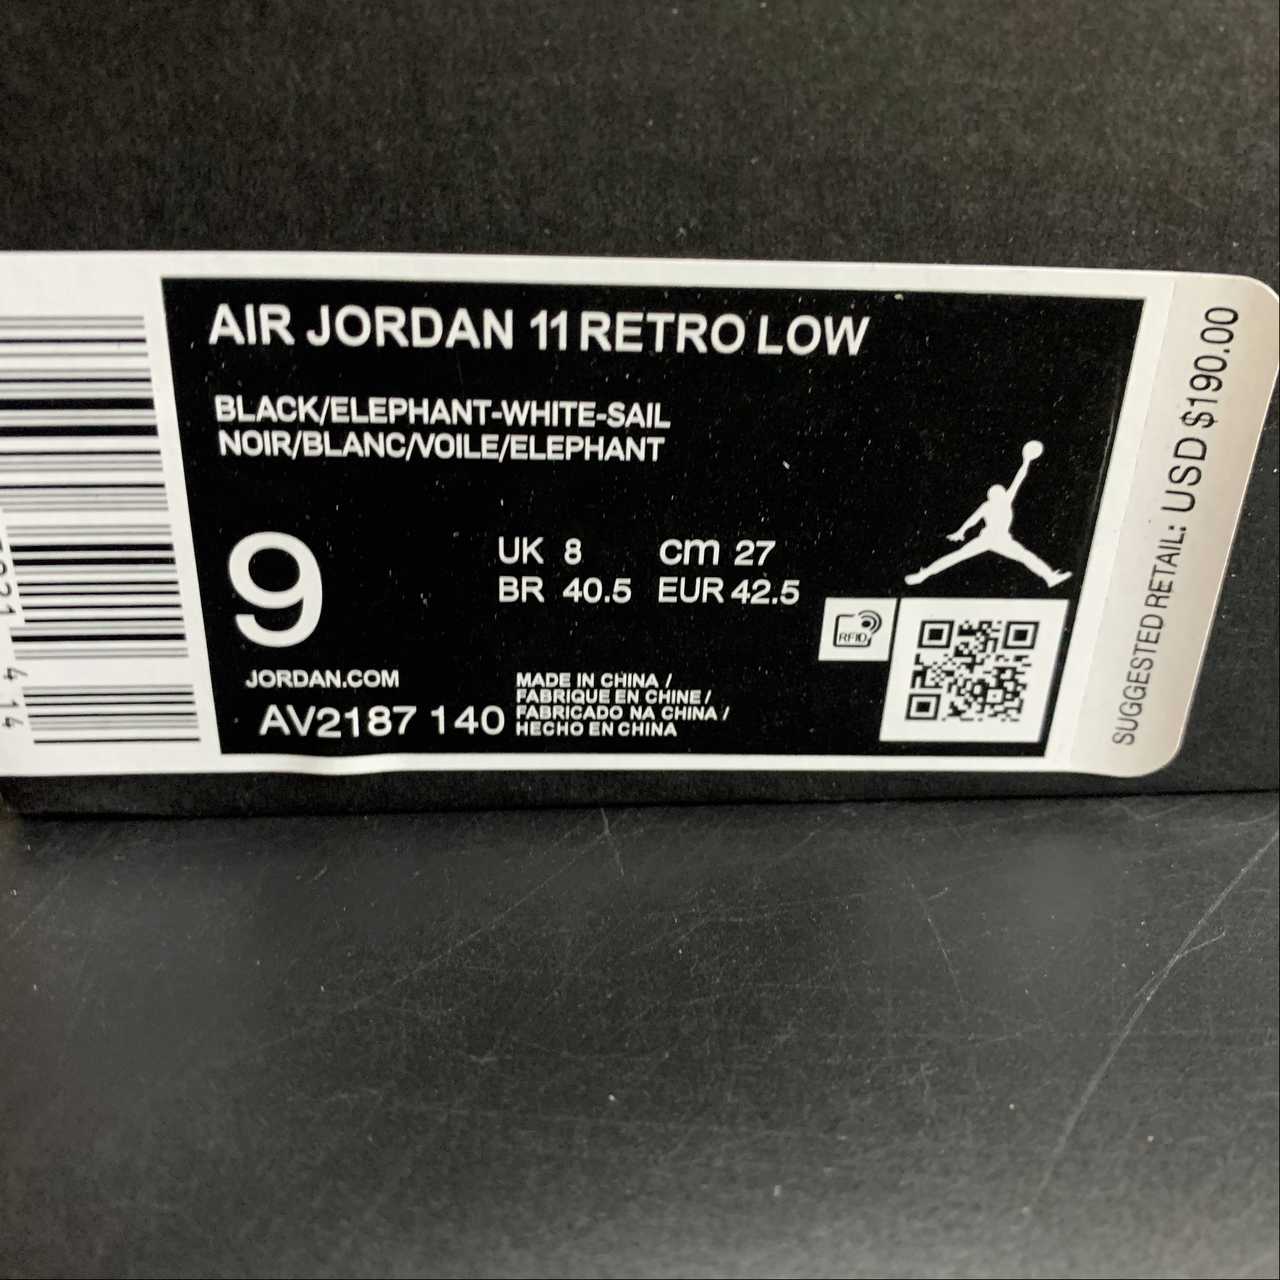 AIR JORDAN 11 RETRO LOW
BLACK/ELEPHANT-WHITE-SAIL
NOIR/BLANC/VOILE/ELEPHANT
9
UK 8 cm 27
BR 40.5 EUR 42.5
RFID
JORDAN.COM
AV2187 140
MADE IN CHINA /
FABRIQUE EN CHINE /
FABRICADO NA CHINA /
HECHO EN CHINA
SUGGESTED RETAIL: USD $190.00
414